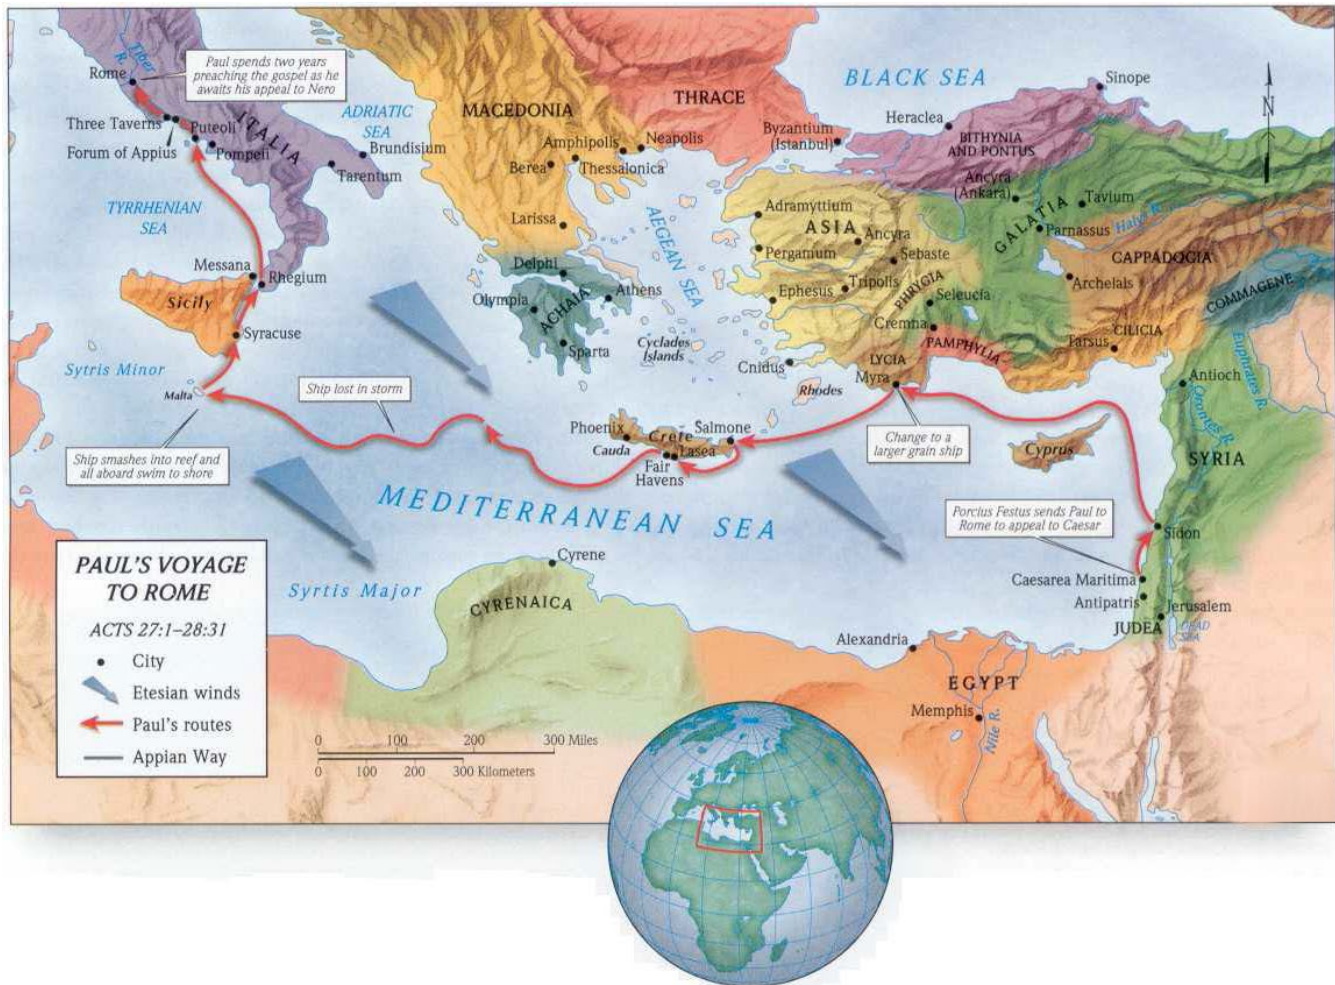 Paul spends two years
preaching the gospel as he
awaits his appeal to Nero
Tiber
R.
Rome
Three Taverns
Forum of Appius
Puteoli
Pompeli
ITALIA
ADRIATIC
SEA
Brundisium
Tarentum
TYRRHENIAN
SEA
Messana
Rhegium
Sicily
Syracuse
Sytris Minor
Malta
Ship lost in storm
Ship smashes into reef and
all aboard swim to shore
MACEDONIA
Amphipolis
Neapolis
Berea
Thessalonica
Larissa
Delphi
Olympia
ACHAIA
Athens
Sparta
THRACE
AEGEAN
SEA
Cyclades
Islands
BLACK SEA
Sinope
Heraclea
Byzantium
(Istanbul)
BITHYNIA
AND PONTUS
Ancyra
(Ankara)
Tavium
GALATIA
Parnassus
Halys R.
Adramyttium
ASIA
Ancyra
Pergamum
Sebaste
Ephesus
Tripolis
PHRYGIA
Seleucia
Cremna
CAPPADOGIA
Archelals
COMMAGENE
CILICIA
Tarsus
PAMPHYLIA
LYCIA
Myra
Cnidus
Rhodes
Change to a
larger grain ship
Phoenix
Crete
Salmone
Cauda
Lasea
Fair
Havens
Cyprus
Antioch
Orontes R.
Euphrates R.
SYRIA
Porcius Festus sends Paul to
Rome to appeal to Caesar
Sidon
Caesarea Maritima
Antipatris
Jerusalem
JUDEA
DEAD
SEA
MEDITERRANEAN SEA
Syrtis Major
Cyrene
CYRENAICA
Alexandria
EGYPT
Memphis
Nile R.
N
PAUL'S VOYAGE
TO ROME
ACTS 27:1–28:31
City
Etesian winds
Paul's routes
Appian Way
0 100 200 300 Miles
0 100 200 300 Kilometers